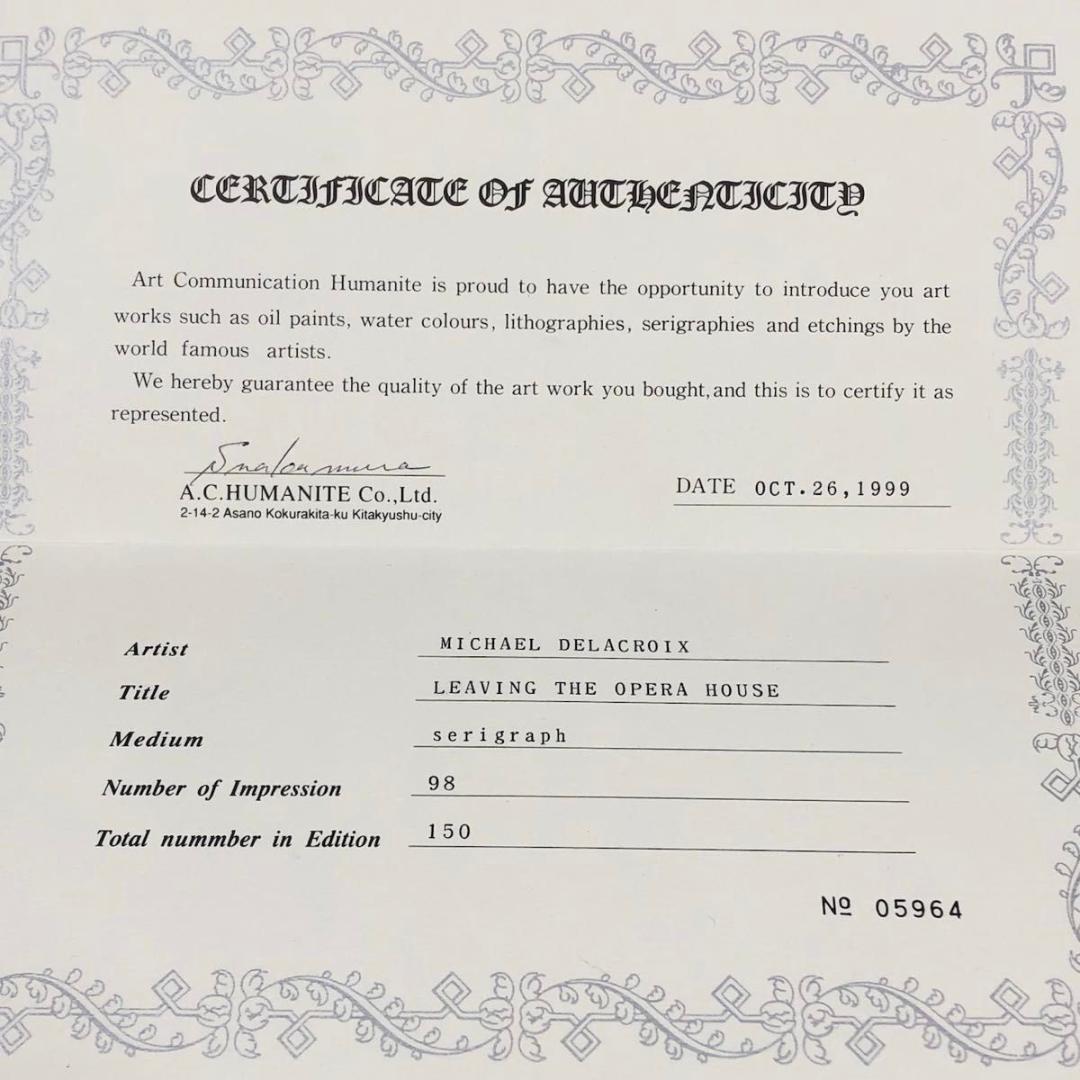 CERTIFICATE OF AUTHENTICITY
Art Communication Humanite is proud to have the opportunity to introduce you art
works such as oil paints, water colours, lithographies, serigraphies and etchings by the
world famous artists.
We hereby guarantee the quality of the art work you bought, and this is to certify it as
represented.
A.C.HUMANITE Co.,Ltd.
2-14-2 Asano Kokurakita-ku Kitakyushu-city
DATE OCT.26,1999
Artist MICHAEL DELACROIX
Title LEAVING THE OPERA HOUSE
Medium serigraph
Number of Impression 98
Total nummber in Edition 150
Nº 05964